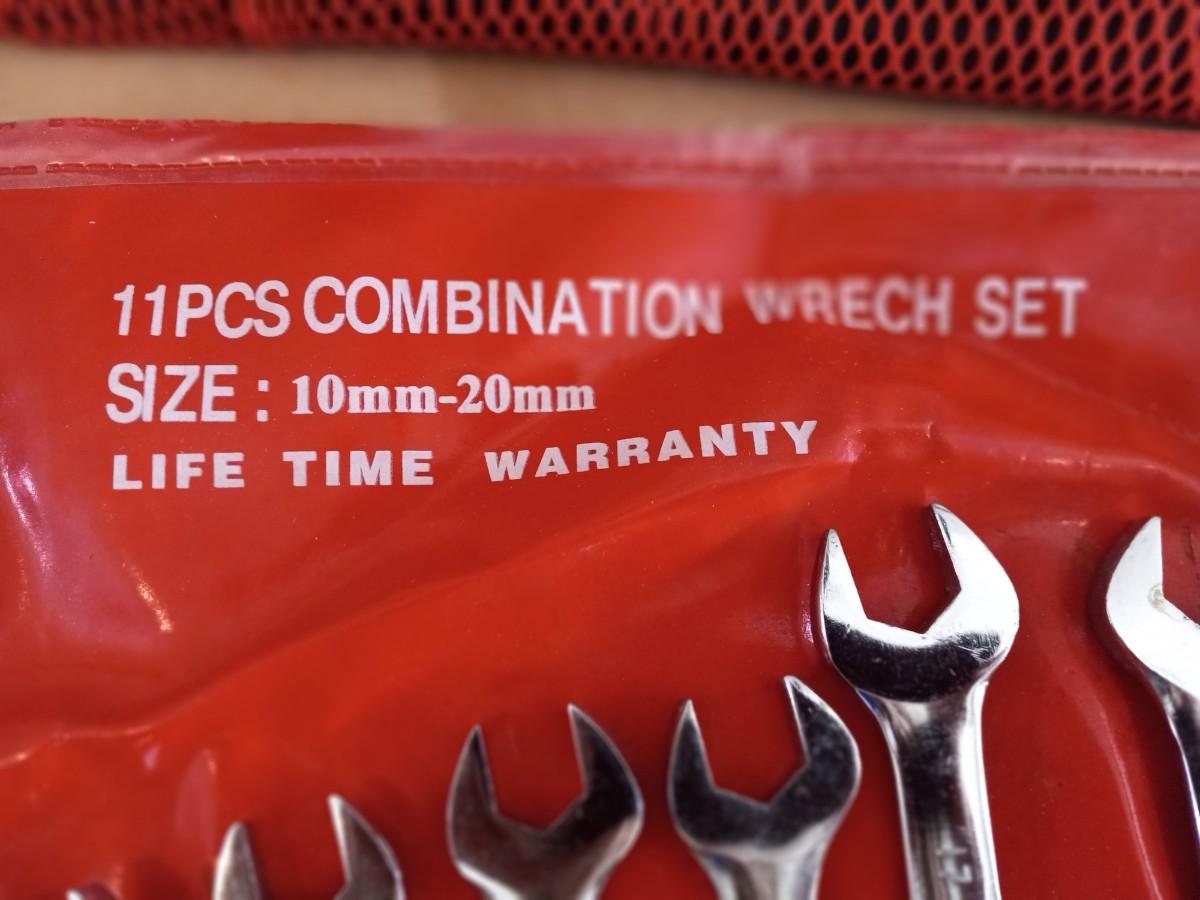 11PCS COMBINATION WRECH SET
SIZE : 10mm-20mm
LIFE TIME WARRANTY